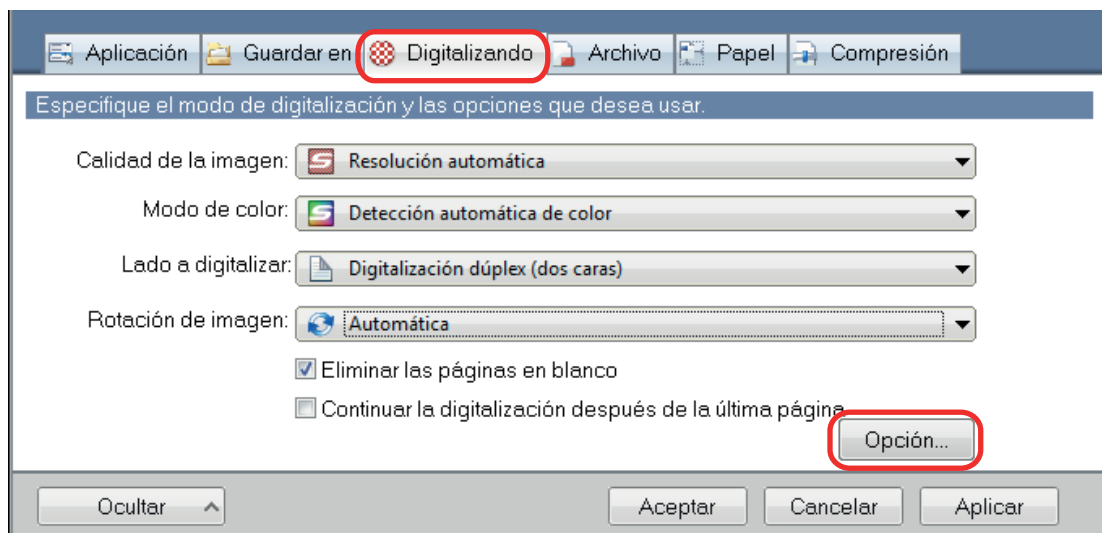 Aplicación Guardar en Digitalizando Archivo Papel Compresión
Especifique el modo de digitalización y las opciones que desea usar.
Calidad de la imagen: Resolución automática
Modo de color: Detección automática de color
Lado a digitalizar: Digitalización dúplex (dos caras)
Rotación de imagen: Automática
Eliminar las páginas en blanco
Continuar la digitalización después de la última página
Opción...
Ocultar Aceptar Cancelar Aplicar